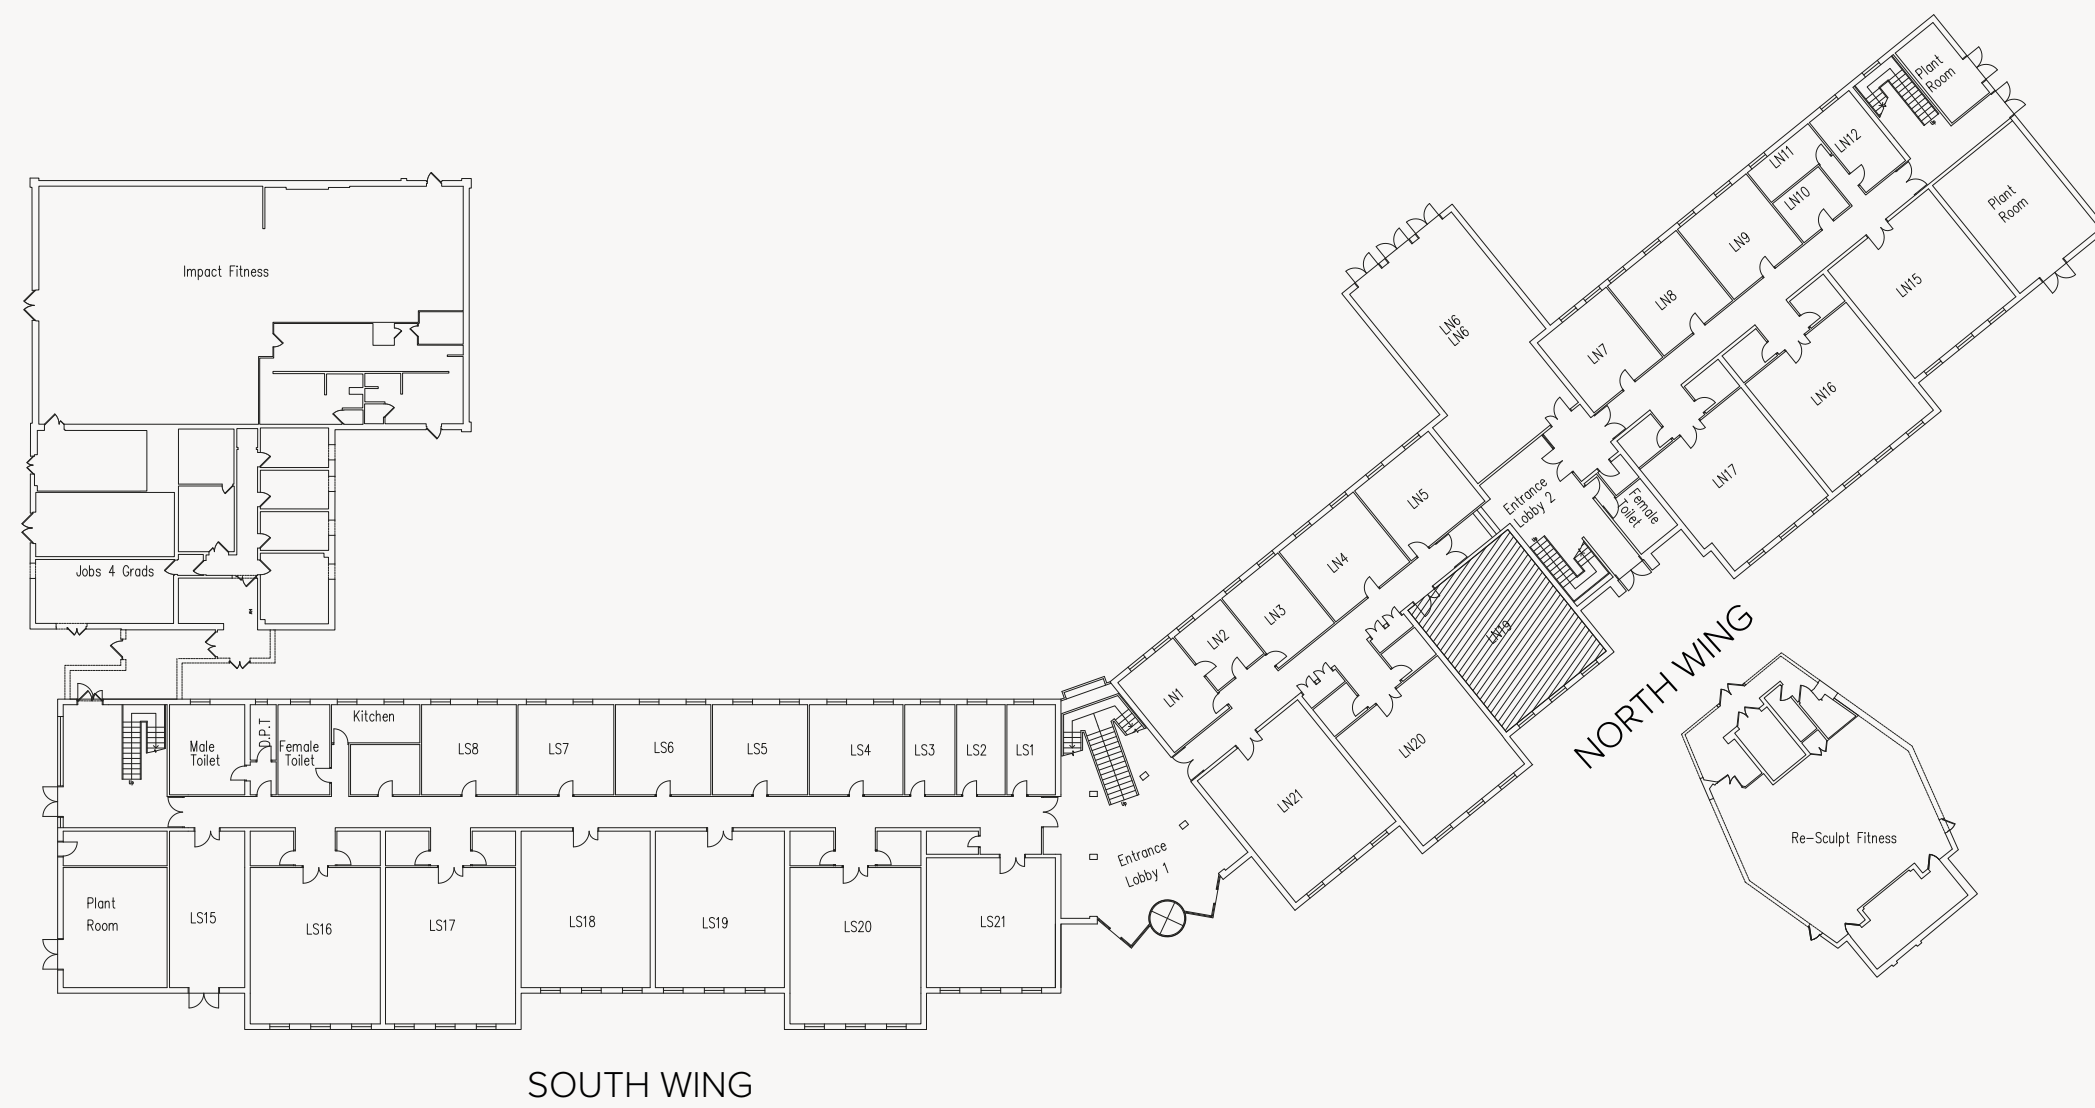 Impact Fitness
Jobs 4 Grads
Male
Toilet
D.P.T
Female
Toilet
Kitchen
LS8
LS7
LS6
LS5
LS4
LS3
LS2
LS1
Plant
Room
LS15
LS16
LS17
LS18
LS19
LS20
LS21
Entrance
Lobby 1
SOUTH WING
LN1
LN2
LN3
LN4
LN5
LN6
LN6
LN7
LN8
LN9
LN10
LN11
LN12
Plant
Room
Plant
Room
LN15
LN16
LN17
Female
Toilet
Entrance
Lobby 2
LN19
LN20
LN21
NORTH WING
Re-Sculpt Fitness